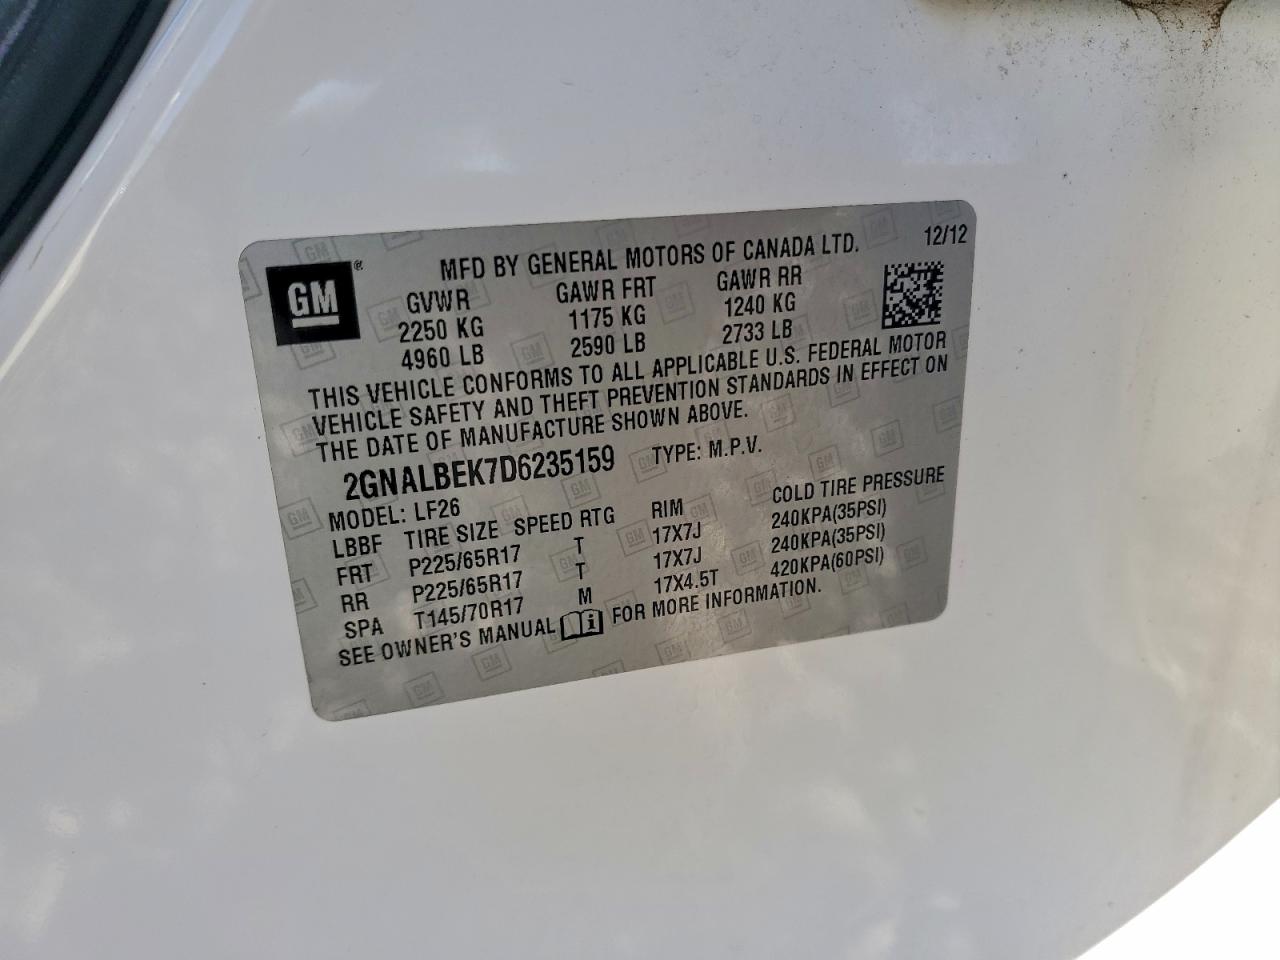 GM
MFD BY GENERAL MOTORS OF CANADA LTD. 12/12
GVWR GAWR FRT GAWR RR
2250 KG 1175 KG 1240 KG
4960 LB 2590 LB 2733 LB
THIS VEHICLE CONFORMS TO ALL APPLICABLE U.S. FEDERAL MOTOR
VEHICLE SAFETY AND THEFT PREVENTION STANDARDS IN EFFECT ON
THE DATE OF MANUFACTURE SHOWN ABOVE.
2GNALBEK7D6235159 TYPE: M.P.V.
MODEL: LF26
LBBF TIRE SIZE SPEED RTG RIM COLD TIRE PRESSURE
FRT P225/65R17 T 17X7J 240KPA(35PSI)
RR P225/65R17 T 17X7J 240KPA(35PSI)
SPA T145/70R17 M 17X4.5T 420KPA(60PSI)
SEE OWNER'S MANUAL FOR MORE INFORMATION.